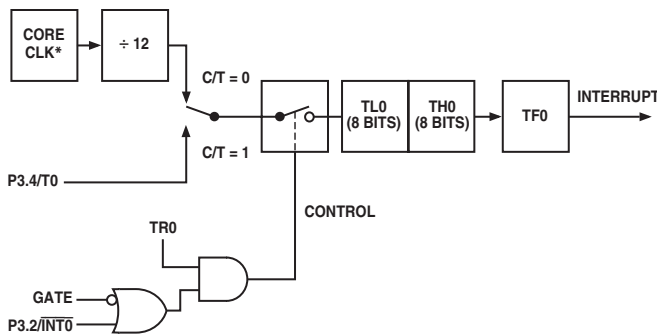 CORE
CLK*
÷ 12
C/T = 0
TL0
(8 BITS)
TH0
(8 BITS)
TF0
INTERRUPT
C/T = 1
P3.4/T0
CONTROL
TR0
GATE
P3.2/I̅N̅T̅0̅